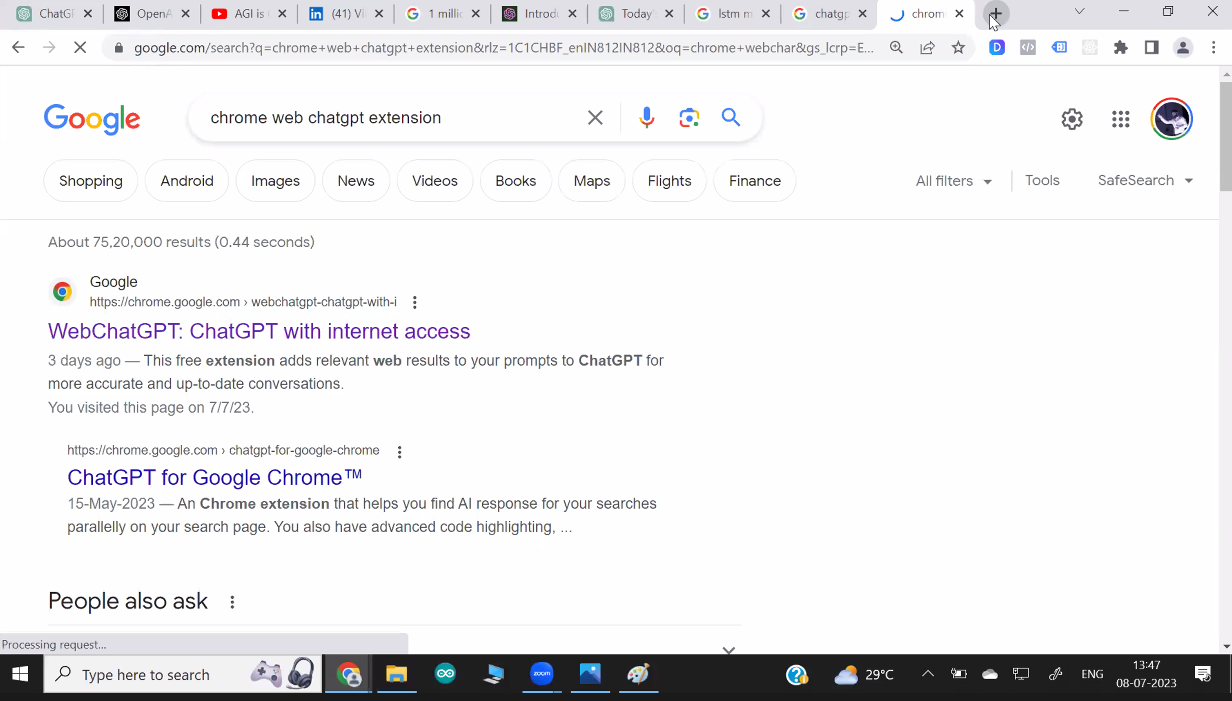 ChatGF
OpenA
AGI is
(41) Vi
1 millic
Introdu
Today'
lstm m
chatgp
chrom
google.com/search?q=chrome+web+chatgpt+extension&rlz=1C1CHBF_enIN812IN812&oq=chrome+webchar&gs_lcrp=E...
Google
chrome web chatgpt extension
Shopping
Android
Images
News
Videos
Books
Maps
Flights
Finance
All filters
Tools
SafeSearch
About 75,20,000 results (0.44 seconds)
Google
https://chrome.google.com › webchatgpt-chatgpt-with-i
WebChatGPT: ChatGPT with internet access
3 days ago — This free extension adds relevant web results to your prompts to ChatGPT for
more accurate and up-to-date conversations.
You visited this page on 7/7/23.
https://chrome.google.com › chatgpt-for-google-chrome
ChatGPT for Google Chrome™
15-May-2023 — An Chrome extension that helps you find AI response for your searches
parallelly on your search page. You also have advanced code highlighting, ...
People also ask
Processing request...
Type here to search
zoom
29°C
ENG
13:47
08-07-2023